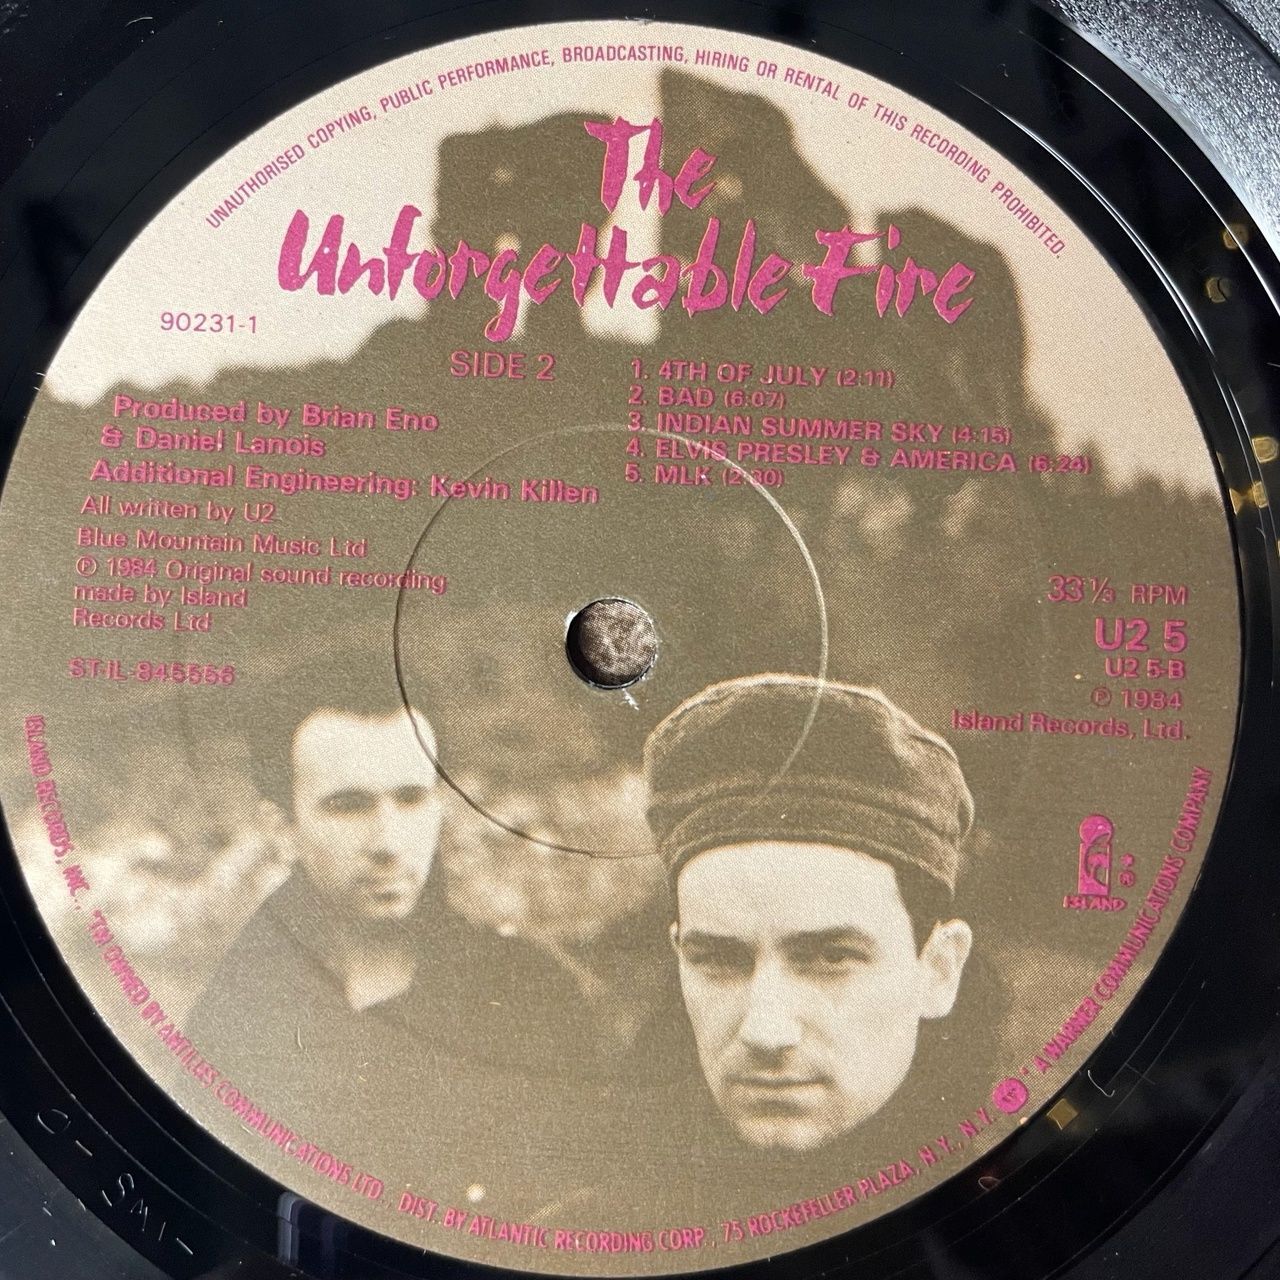 UNAUTHORISED COPYING, PUBLIC PERFORMANCE, BROADCASTING, HIRING OR RENTAL OF THIS RECORDING PROHIBITED.
The
Unforgettable Fire
90231-1
SIDE 2
1. 4TH OF JULY (2:11)
2. BAD (6:07)
3. INDIAN SUMMER SKY (4:15)
4. ELVIS PRESLEY & AMERICA (6:24)
5. MILK (2:30)
Produced by Brian Eno
& Daniel Lanois
Additional Engineering: Kevin Killen
All written by U2
Blue Mountain Music Ltd
℗ 1984 Original sound recording
made by Island
Records Ltd
ST-IL-845556
33 ⅓ RPM
U2 5
U2 5-B
℗ 1984
Island Records, Ltd.
ISLAND
®
ISLAND RECORDS, INC., *TM OWNED BY ANTILUS COMMUNICATIONS LTD., DIST. BY ATLANTIC RECORDING CORP., 75 ROCKEFELLER PLAZA, N.Y., N.Y. ' A WARNER COMMUNICATIONS COMPANY